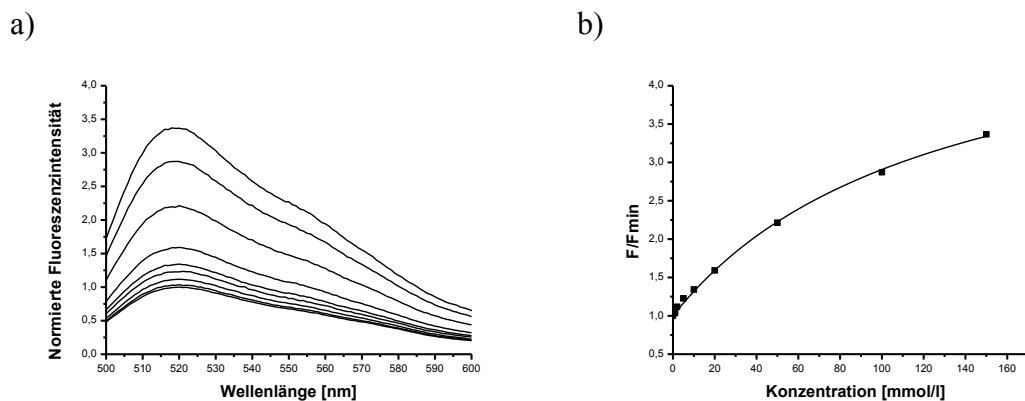 a)
b)
4,0
3,5
3,0
2,5
2,0
1,5
1,0
0,5
0,0
Normierte Fluoreszenzintensität
500 510 520 530 540 550 560 570 580 590 600
Wellenlänge [nm]
4,0
3,5
3,0
2,5
2,0
1,5
1,0
0,5
F/Fmin
0 20 40 60 80 100 120 140 160
Konzentration [mmol/l]